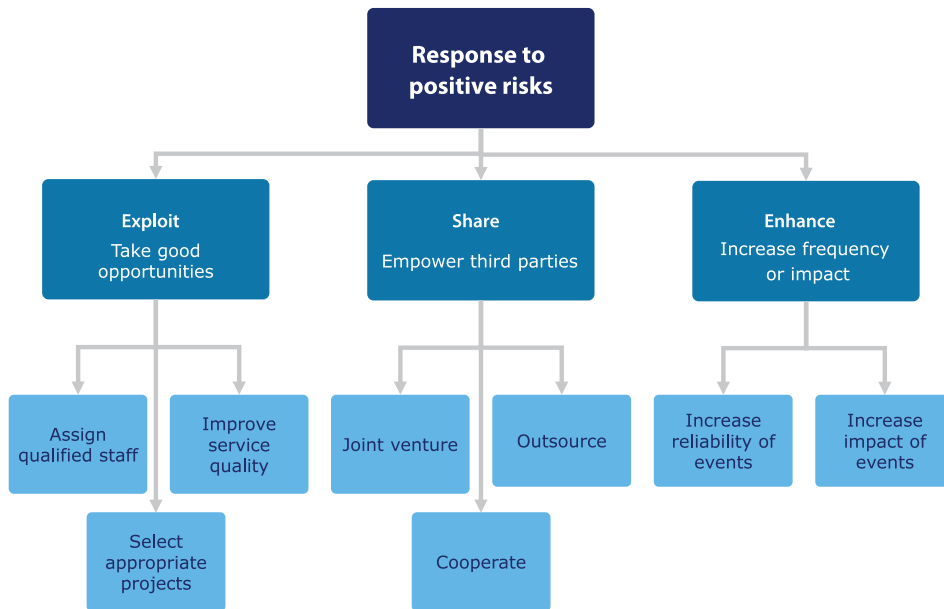 Response to
positive risks
Exploit
Take good
opportunities
Share
Empower third parties
Enhance
Increase frequency
or impact
Assign
qualified staff
Improve
service
quality
Select
appropriate
projects
Joint venture
Outsource
Cooperate
Increase
reliability of
events
Increase
impact of
events